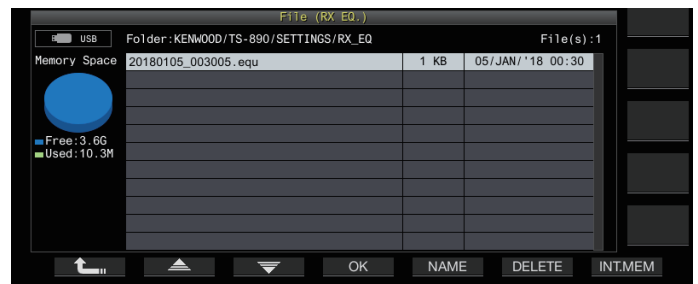 File (RX EQ.)
USB Folder:KENWOOD/TS-890/SETTINGS/RX_EQ File(s):1
Memory Space 20180105_003005.equ 1 KB 05/JAN/'18 00:30
Free:3.6G
Used:10.3M
OK NAME DELETE INT.MEM